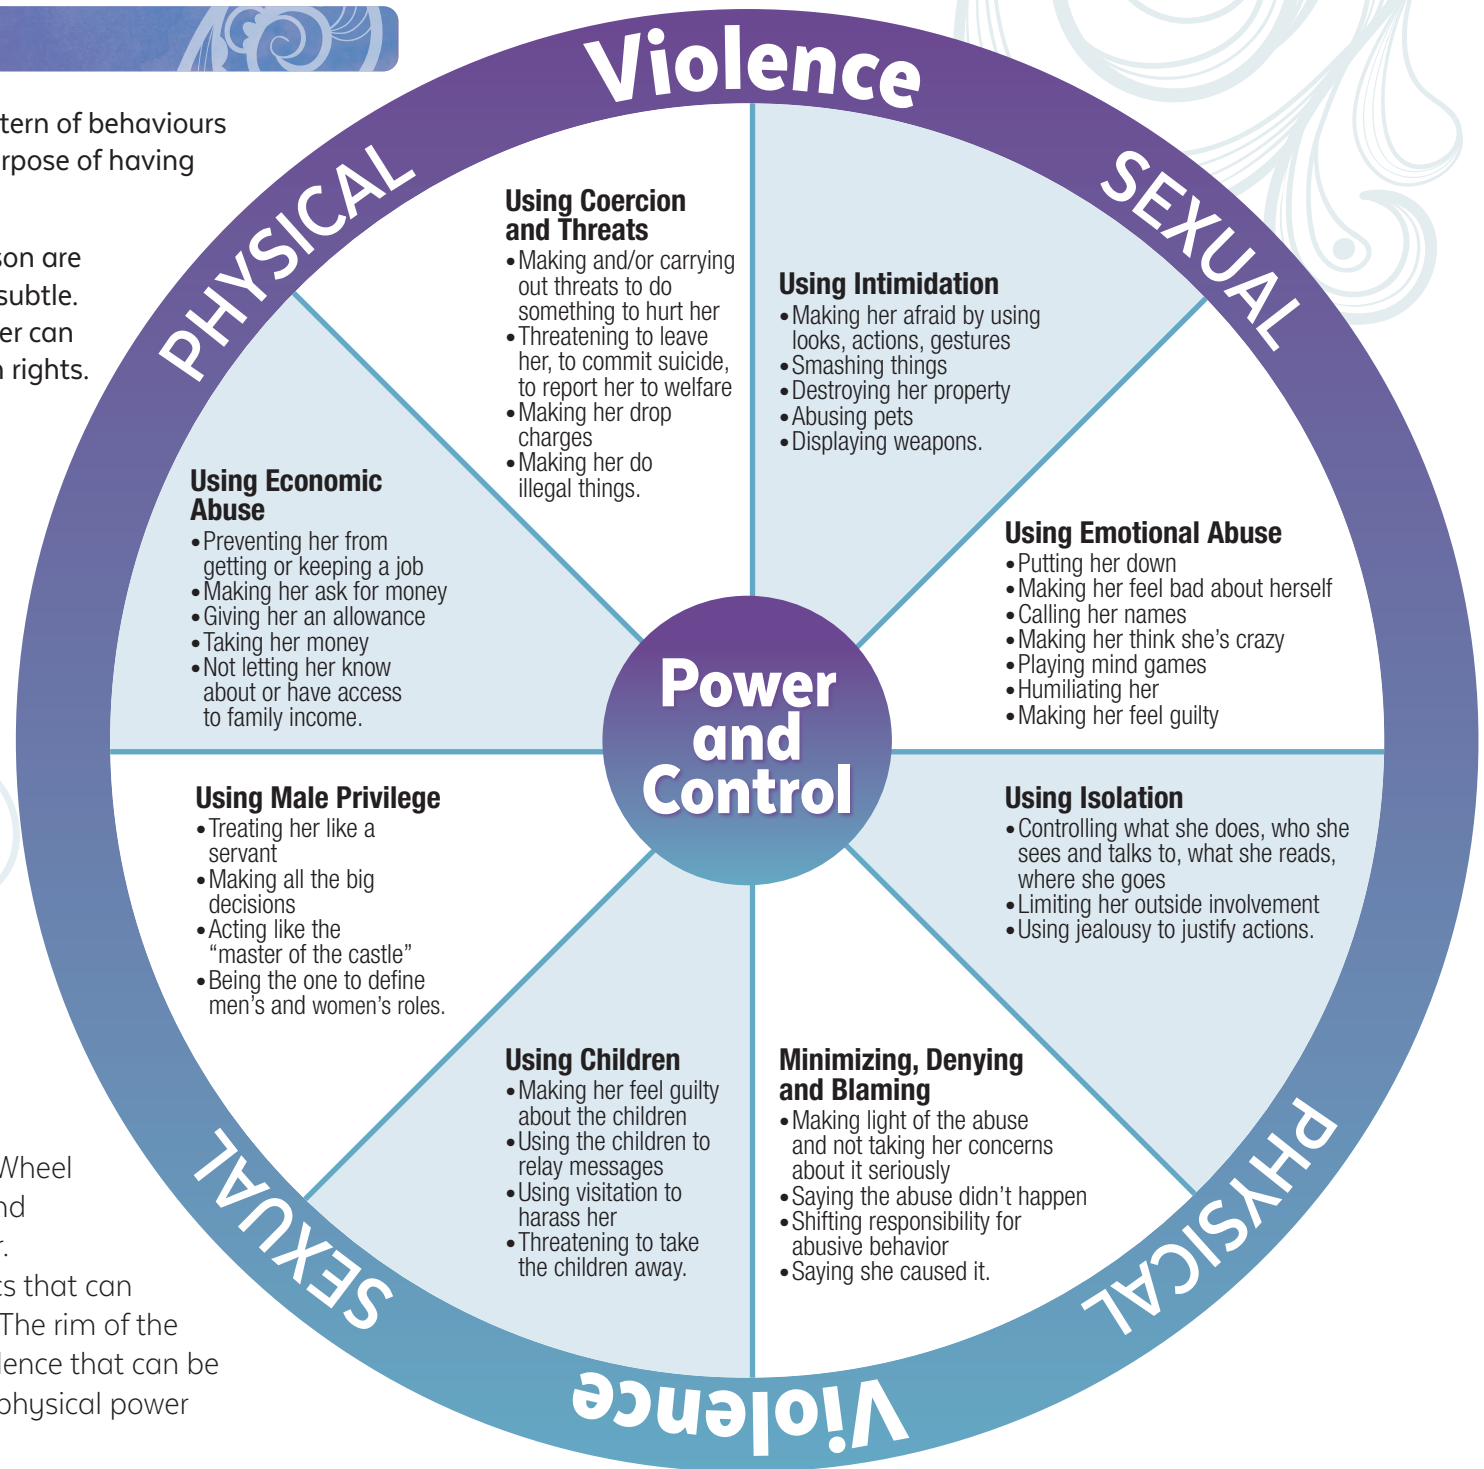 tern of behaviours
rpose of having
son are
subtle.
er can
n rights.
Violence
PHYSICAL
SEXUAL
Using Coercion
and Threats
•Making and/or carrying
out threats to do
something to hurt her
•Threatening to leave
her, to commit suicide,
to report her to welfare
•Making her drop
charges
•Making her do
illegal things.
Using Intimidation
•Making her afraid by using
looks, actions, gestures
•Smashing things
•Destroying her property
•Abusing pets
•Displaying weapons.
Using Economic
Abuse
•Preventing her from
getting or keeping a job
•Making her ask for money
•Giving her an allowance
•Taking her money
•Not letting her know
about or have access
to family income.
Using Emotional Abuse
•Putting her down
•Making her feel bad about herself
•Calling her names
•Making her think she's crazy
•Playing mind games
•Humiliating her
•Making her feel guilty
Power
and
Control
Using Male Privilege
•Treating her like a
servant
•Making all the big
decisions
•Acting like the
“master of the castle”
•Being the one to define
men's and women's roles.
Using Isolation
•Controlling what she does, who she
sees and talks to, what she reads,
where she goes
•Limiting her outside involvement
•Using jealousy to justify actions.
Using Children
•Making her feel guilty
about the children
•Using the children to
relay messages
•Using visitation to
harass her
•Threatening to take
the children away.
Minimizing, Denying
and Blaming
•Making light of the abuse
and not taking her concerns
about it seriously
•Saying the abuse didn't happen
•Shifting responsibility for
abusive behavior
•Saying she caused it.
SEXUAL
PHYSICAL
Violence
Wheel
nd
r.
cs that can
The rim of the
lence that can be
physical power